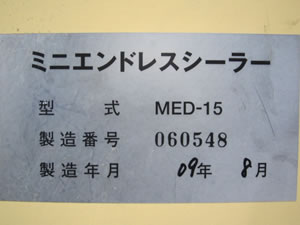 ミニエンドレスシーラー
型 式 MED-15
製造番号 060548
製造年月 09年 8月